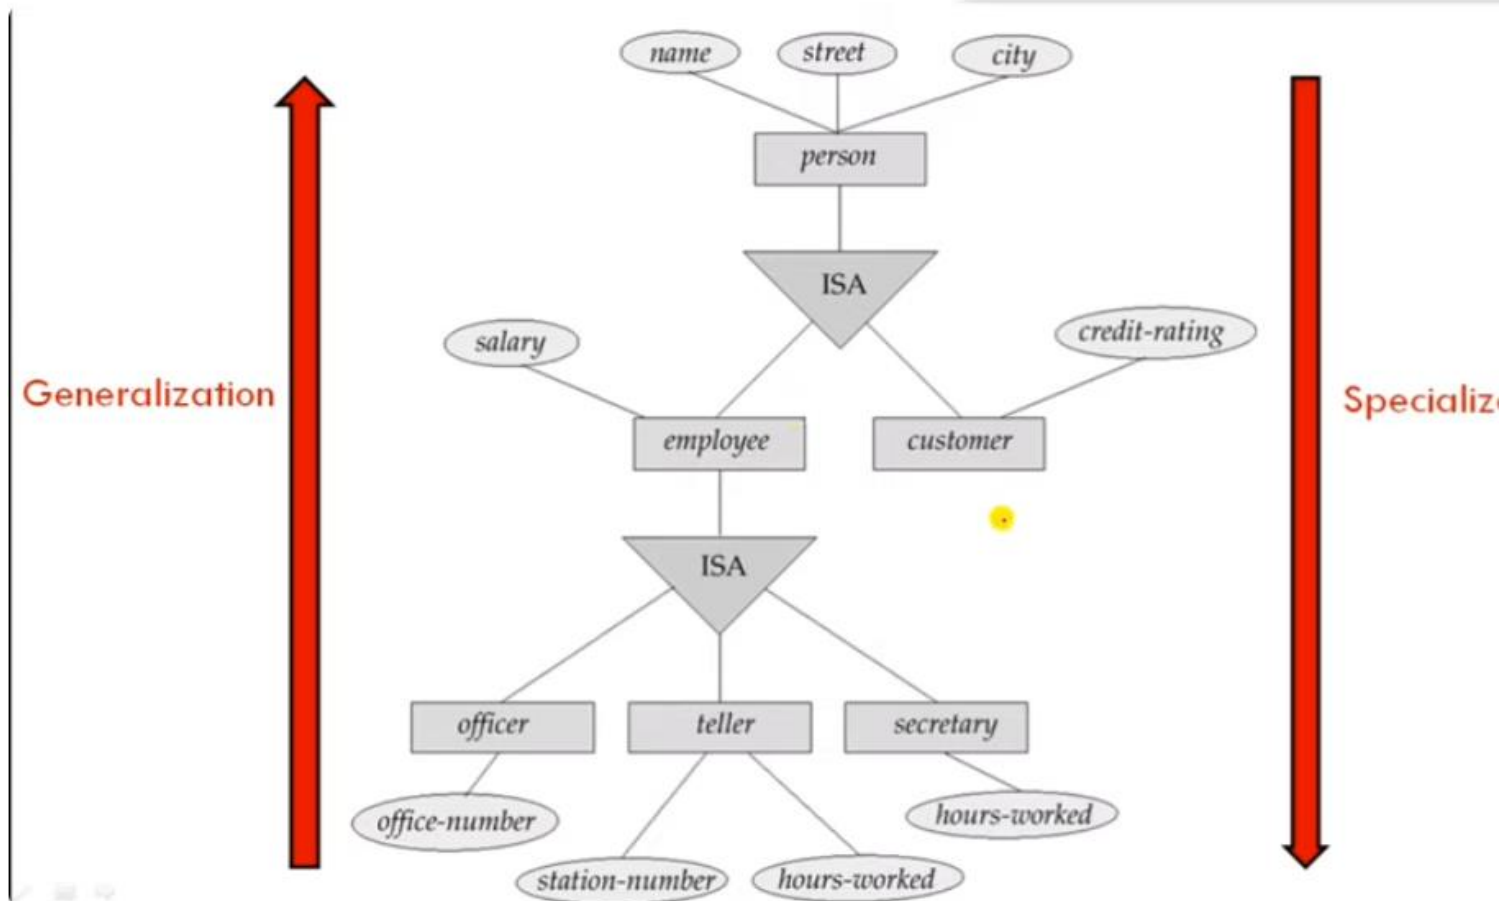 name
street
city
person
ISA
salary
credit-rating
Generalization
Specializ
employee
customer
ISA
officer
teller
secretary
office-number
hours-worked
station-number
hours-worked